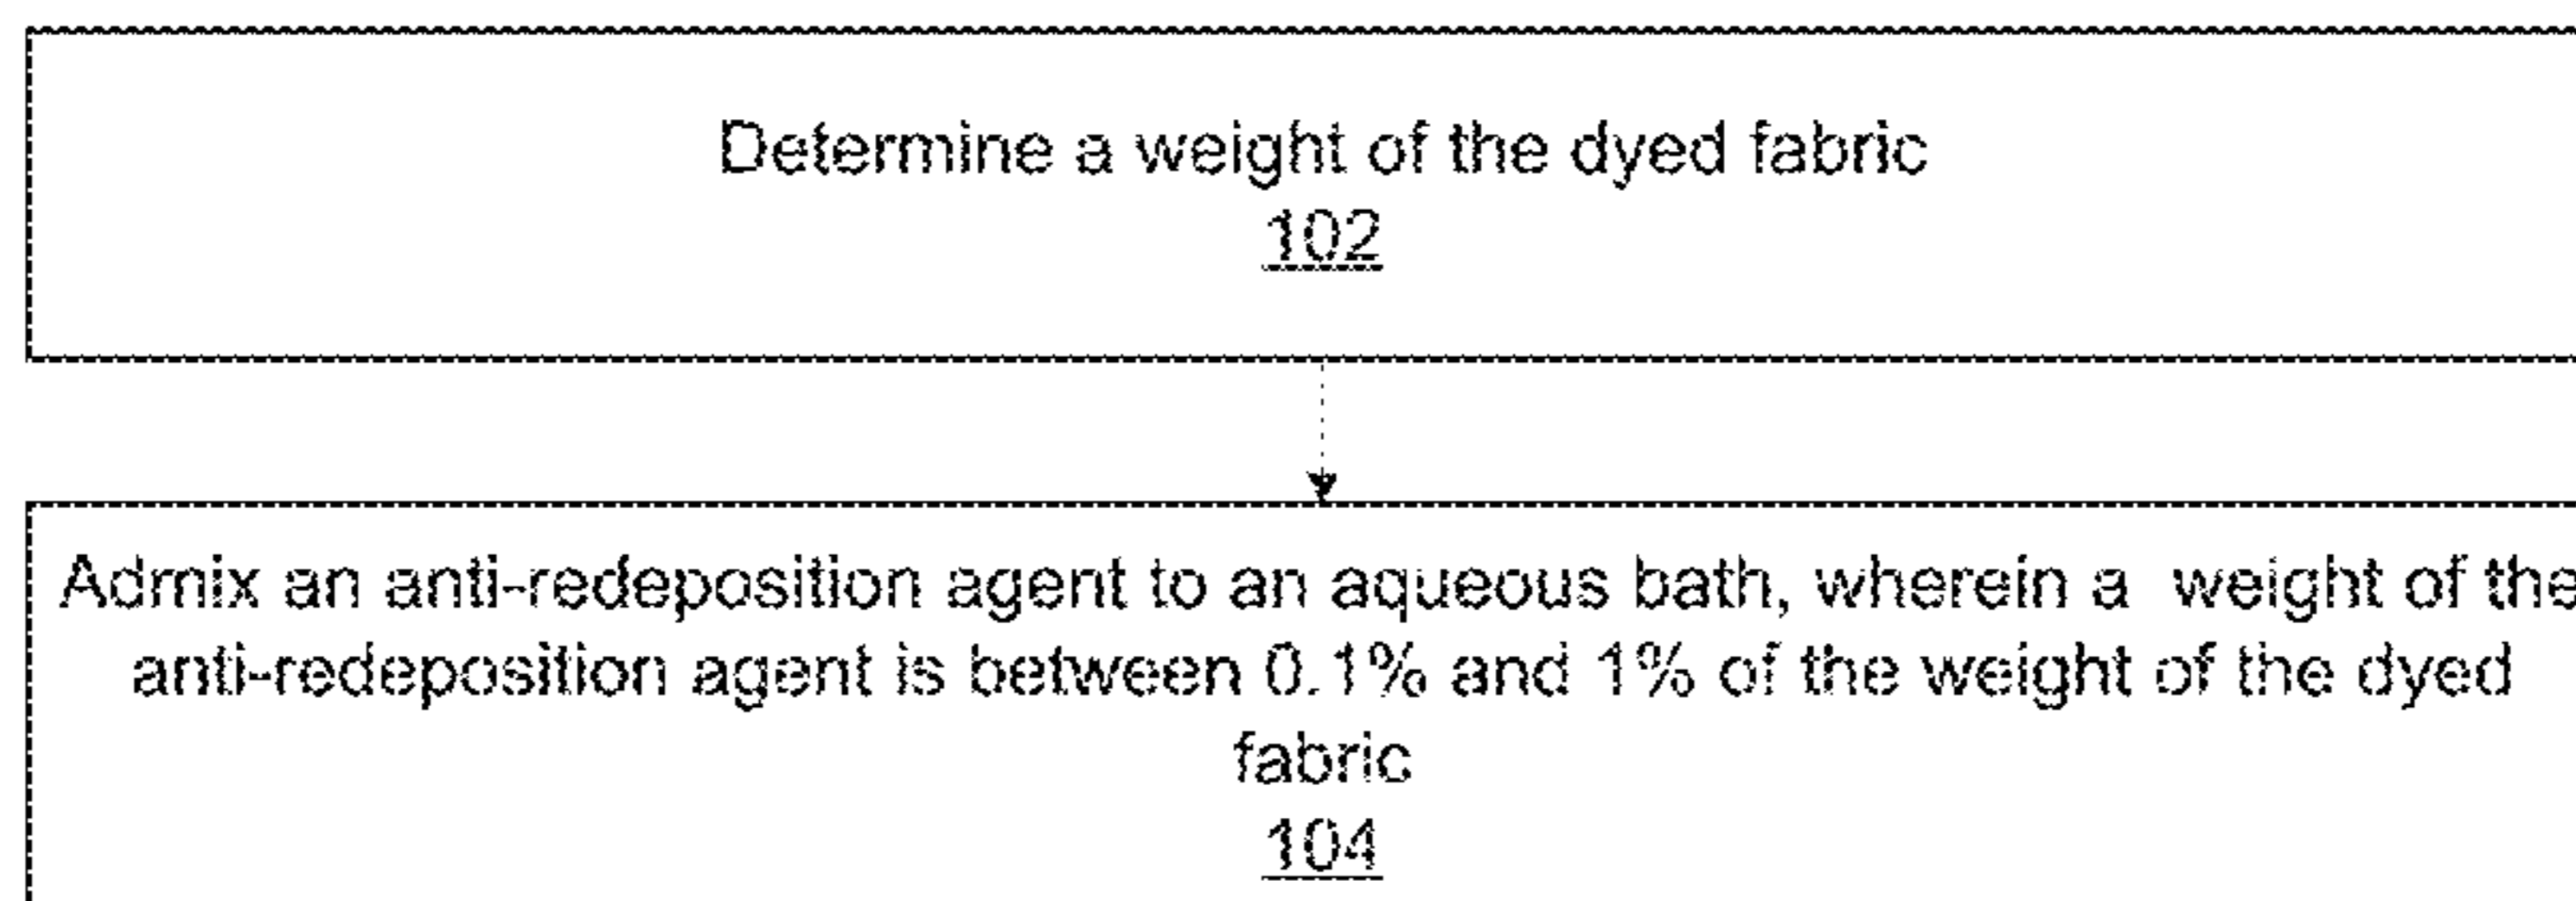 Determine a weight of the dyed fabric
102
Admix an anti-redeposition agent to an aqueous bath, wherein a weight of the
anti-redeposition agent is between 0.1% and 1% of the weight of the dyed
fabric
104